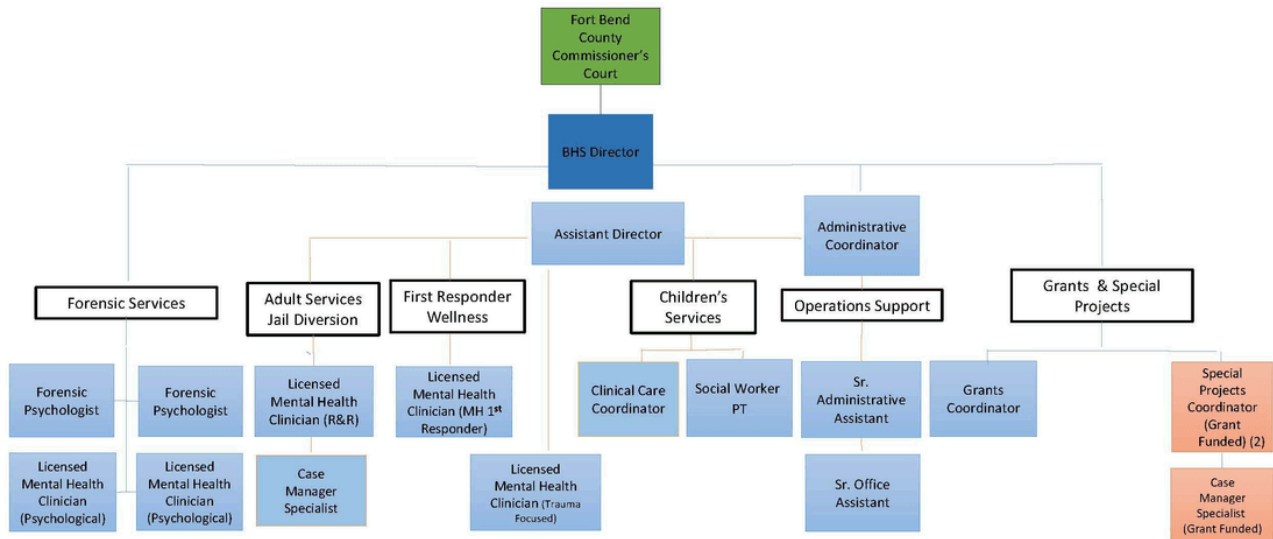 Fort Bend
County
Commissioner's
Court
BHS Director
Assistant Director
Administrative
Coordinator
Forensic Services
Adult Services
Jail Diversion
First Responder
Wellness
Children's
Services
Operations Support
Grants & Special
Projects
Forensic
Psychologist
Forensic
Psychologist
Licensed
Mental Health
Clinician (R&R)
Licensed
Mental Health
Clinician (MH 1st
Responder)
Clinical Care
Coordinator
Social Worker
PT
Sr.
Administrative
Assistant
Grants
Coordinator
Special
Projects
Coordinator
(Grant
Funded) (2)
Licensed
Mental Health
Clinician
(Psychological)
Licensed
Mental Health
Clinician
(Psychological)
Case
Manager
Specialist
Licensed
Mental Health
Clinician (Trauma
Focused)
Sr. Office
Assistant
Case
Manager
Specialist
(Grant Funded)